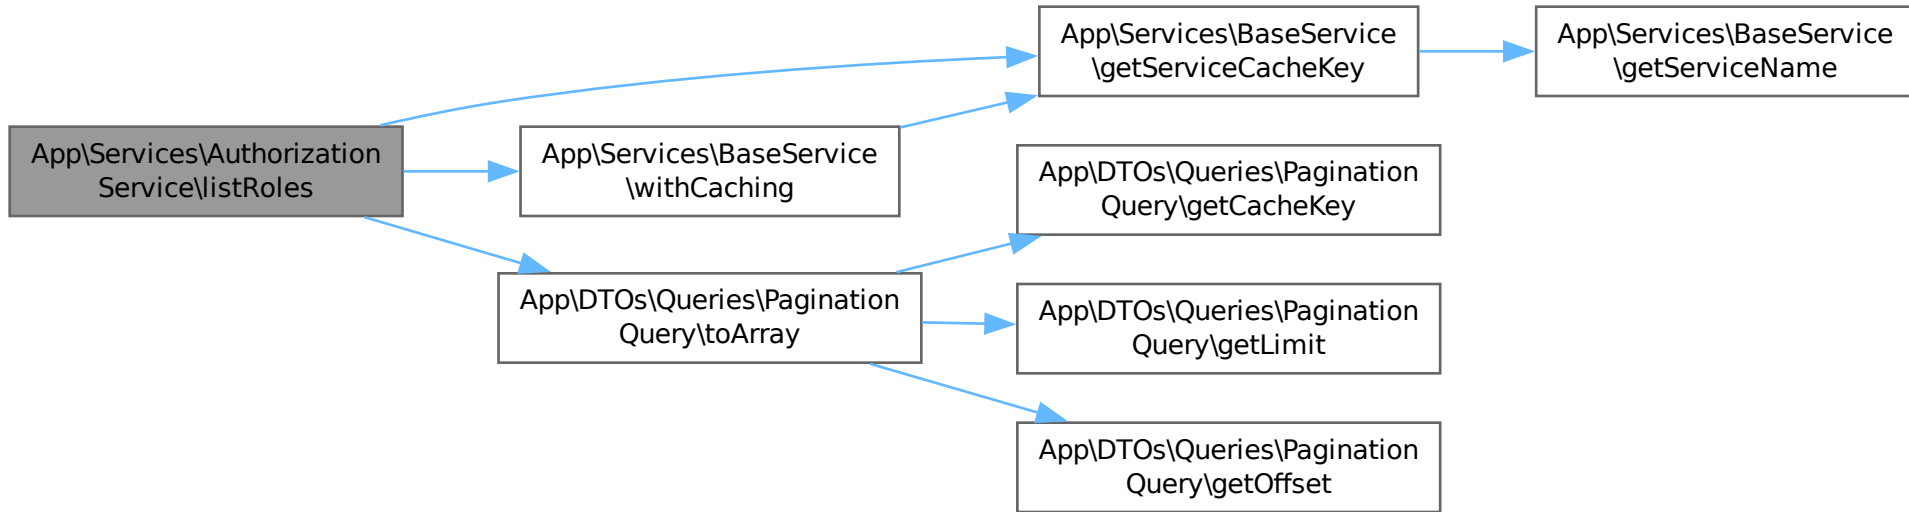 App\Services\Authorization
Service\listRoles
App\Services\BaseService
\withCaching
App\DTOs\Queries\Pagination
Query\toArray
App\Services\BaseService
\getServiceCacheKey
App\Services\BaseService
\getServiceName
App\DTOs\Queries\Pagination
Query\getCacheKey
App\DTOs\Queries\Pagination
Query\getLimit
App\DTOs\Queries\Pagination
Query\getOffset